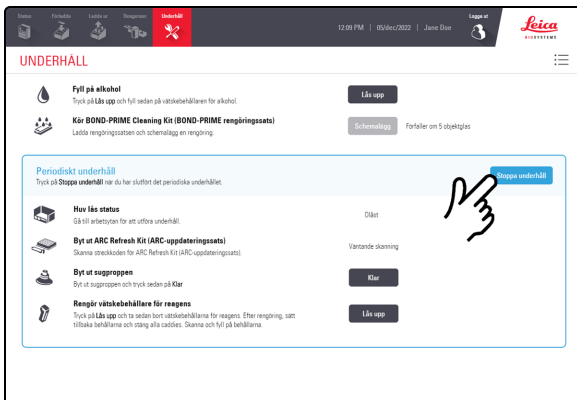 Status
Förladda
Ladda ur
Reagenser
Underhåll
12:09 PM | 05/dec/2022 | Jane Doe
Logga ut
Leica
BIOSYSTEMS
UNDERHÅLL
Fyll på alkohol
Tryck på Lås upp och fyll sedan på vätskebehållaren för alkohol.
Lås upp
Kör BOND-PRIME Cleaning Kit (BOND-PRIME rengöringssats)
Ladda rengöringssatsen och schemalägg en rengöring.
Schemalägg
Förfaller om 5 objektglas
Periodiskt underhåll
Tryck på Stoppa underhåll när du har slutfört det periodiska underhållet.
Stoppa underhåll
Huv lås status
Gå till arbetsytan för att utföra underhåll.
Olåst
Byt ut ARC Refresh Kit (ARC-uppdateringssats)
Skanna streckkoden för ARC Refresh Kit (ARC-uppdateringssats).
Väntande skanning
Byt ut sugproppen
Byt ut sugproppen och tryck sedan på Klar
Klar
Rengör vätskebehållare för reagens
Tryck på Lås upp och ta sedan bort vätskebehållarna för reagens. Efter rengöring, sätt
tillbaka behållarna och stäng alla caddies. Skanna och fyll på behållarna.
Lås upp